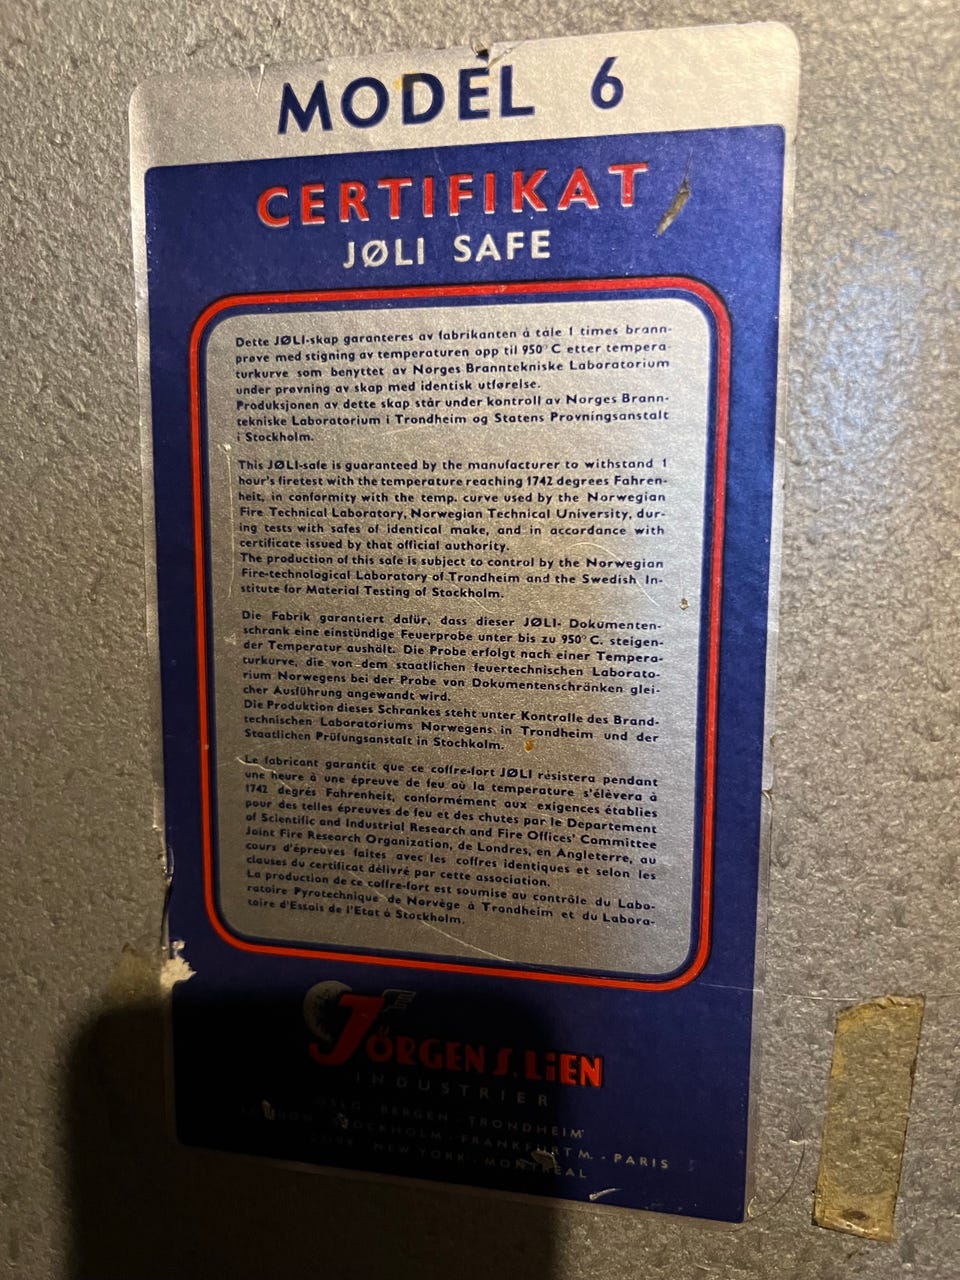 MODEL 6
CERTIFIKAT
JØLI SAFE
Dette JØLI-skap garanteres av fabrikanten å tåle 1 times brann-
prøve med stigning av temperaturen opp til 950° C etter tempera-
turkurve som benyttet av Norges Branntekniske Laboratorium
under prøvning av skap med identisk utførelse.
Produksjonen av dette skap står under kontroll av Norges Brann-
tekniske Laboratorium i Trondheim og Statens Provningsanstalt
i Stockholm.
This JØLI-safe is guaranteed by the manufacturer to withstand 1
hour's firetest with the temperature reaching 1742 degrees Fahren-
heit, in conformity with the temp. curve used by the Norwegian
Fire Technical Laboratory, Norwegian Technical University, dur-
ing tests with safes of identical make, and in accordance with
certificate issued by that official authority.
The production of this safe is subject to control by the Norwegian
Fire-technological Laboratory of Trondheim and the Swedish In-
stitute for Material Testing of Stockholm.
Die Fabrik garantiert dafür, dass dieser JØLI- Dokumenten-
schrank eine einstündige Feuerprobe unter bis zu 950° C. steigen-
der Temperatur aushält. Die Probe erfolgt nach einer Tempera-
turkurve, die von dem staatlichen feuertechnischen Laborato-
rium Norwegens bei der Probe von Dokumentenschränken glei-
cher Ausführung angewandt wird.
Die Produktion dieses Schrankes steht unter Kontrolle des Brand-
technischen Laboratoriums Norwegens in Trondheim und der
Staatlichen Prüfungsanstalt in Stochkolm.
Le fabricant garantit que ce coffre-fort JØLI résistera pendant
une heure à une épreuve de feu où la temperature s'élèvera à
1742 degrés Fahrenheit, conformément aux exigences établies
pour des telles épreuves de feu et des chutes par le Departement
of Scientific and Industrial Research and Fire Offices' Committee
Joint Fire Research Organization, de Londres, en Angleterre, au
cours d'épreuves faites avec les coffres identiques et selon les
clauses du certificat délivré par cette association.
La production de ce coffre-fort est soumise au contrôle du Labo-
ratoire Pyrotechnique de Norvège à Trondheim et du Labora-
toire d'Essais de l'Etat à Stockholm.
JÖRGEN S. LIEN
INDUSTRIER
OSLO - BERGEN - TRONDHEIM
STOCKHOLM - FRANKFURT M. - PARIS
NEW YORK - MONTREAL